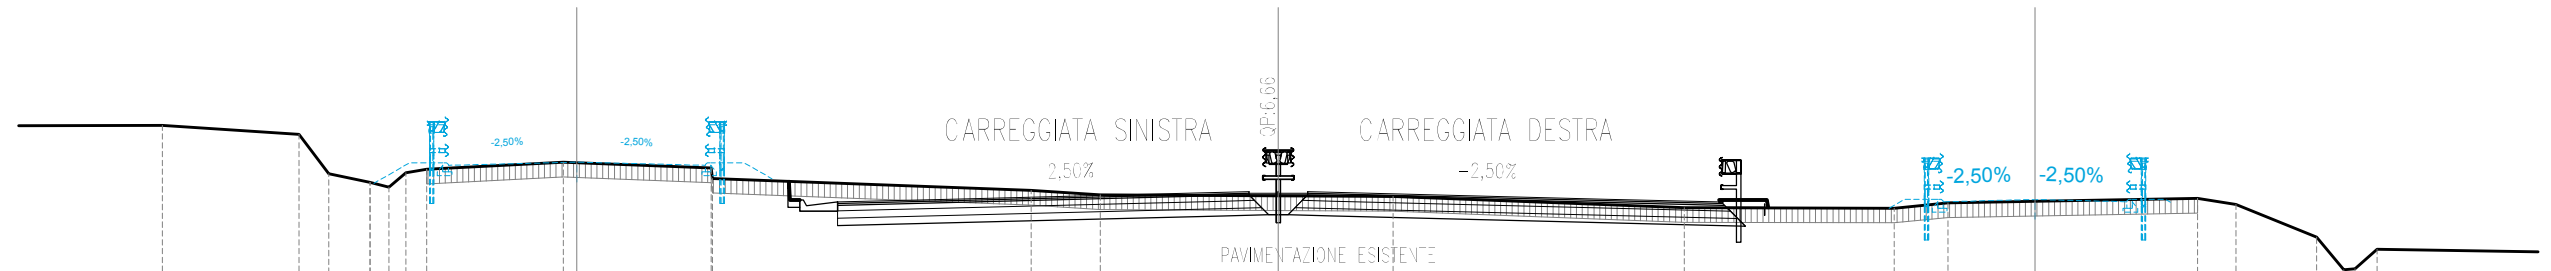 QP:6,66
CARREGGIATA SINISTRA
CARREGGIATA DESTRA
-2,50%
-2,50%
2,50%
-2,50%
-2,50%
-2,50%
PAVIMENTAZIONE ESISTENTE